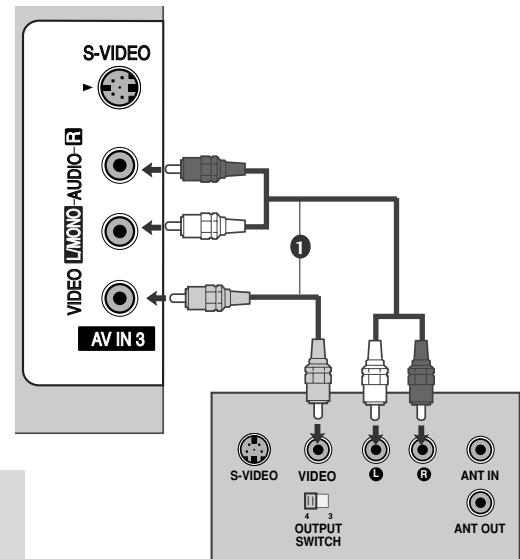 S-VIDEO
R
AUDIO
L/MONO
VIDEO
AV IN 3
1
S-VIDEO
VIDEO
L
R
ANT IN
4 3
OUTPUT
SWITCH
ANT OUT